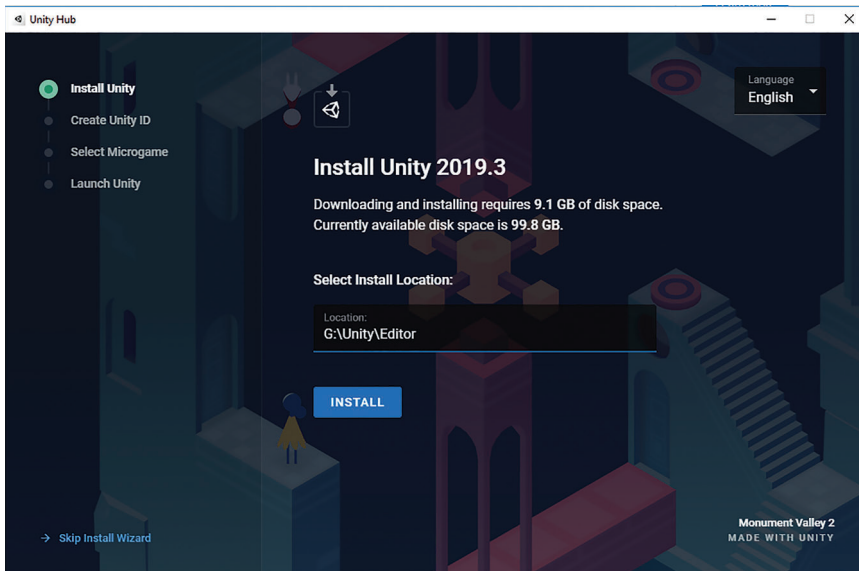 Unity Hub
Install Unity
Create Unity ID
Select Microgame
Launch Unity
Language
English
Install Unity 2019.3
Downloading and installing requires 9.1 GB of disk space.
Currently available disk space is 99.8 GB.
Select Install Location:
Location:
G:\Unity\Editor
INSTALL
Skip Install Wizard
Monument Valley 2
MADE WITH UNITY